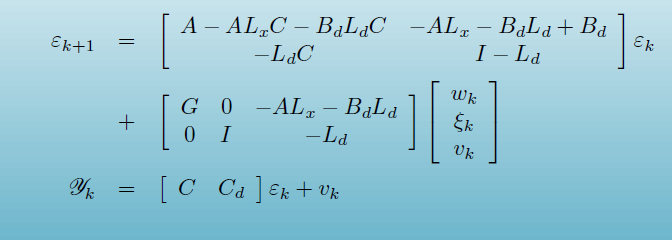 ε_{k+1} = [ A − AL_xC − B_dL_dC   −AL_x − B_dL_d + B_d ; −L_dC   I − L_d ] ε_k
+ [ G   0   −AL_x − B_dL_d ; 0   I   −L_d ] [ w_k ; ξ_k ; v_k ]
𝒴_k = [ C   C_d ] ε_k + v_k